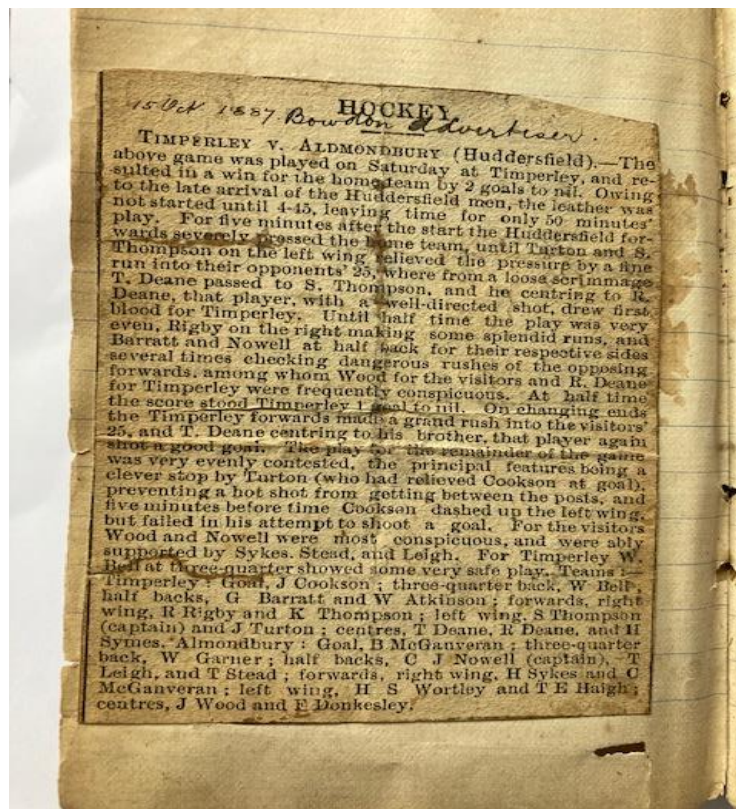 HOCKEY
15 Oct 1887 Bowdon Advertiser.
TIMPERLEY V. ALDMONDBURY (Huddersfield).—The
above game was played on Saturday at Timperley, and re-
sulted in a win for the home team by 2 goals to nil. Owing
to the late arrival of the Huddersfield men, the leather was
not started until 4-45, leaving time for only 50 minutes'
play. For five minutes after the start the Huddersfield for-
wards severely pressed the home team, until Turton and S.
Thompson on the left wing relieved the pressure by a fine
run into their opponents' 25, where from a loose scrimmage
T. Deane passed to S. Thompson, and he centring to R.
Deane, that player, with a well-directed shot, drew first
blood for Timperley. Until half time the play was very
even, Rigby on the right making some splendid runs, and
Barratt and Nowell at half back for their respective sides
several times checking dangerous rushes of the opposing
forwards, among whom Wood for the visitors and R. Deane
for Timperley were frequently conspicuous. At half time
the score stood Timperley 1 goal to nil. On changing ends
the Timperley forwards made a grand rush into the visitors'
25, and T. Deane centring to his brother, that player again
shot a good goal. The play for the remainder of the game
was very evenly contested, the principal features being a
clever stop by Turton (who had relieved Cookson at goal),
preventing a hot shot from getting between the posts, and
five minutes before time Cookson dashed up the left wing,
but failed in his attempt to shoot a goal. For the visitors
Wood and Nowell were most conspicuous, and were ably
supported by Sykes, Stead, and Leigh. For Timperley W.
Bell at three-quarter showed some very safe play. Teams:—
Timperley: Goal, J Cookson; three-quarter back, W Bell;
half backs, G Barratt and W Atkinson; forwards, right
wing, R Rigby and K Thompson; left wing, S Thompson
(captain) and J Turton; centres, T Deane, R Deane, and H
Symes. Almondbury: Goal, B McGanveran; three-quarter
back, W Garner; half backs, C J Nowell (captain), T
Leigh, and T Stead; forwards, right wing, H Sykes and C
McGanveran; left wing, H S Wortley and T E Haigh;
centres, J Wood and F Donkesley.